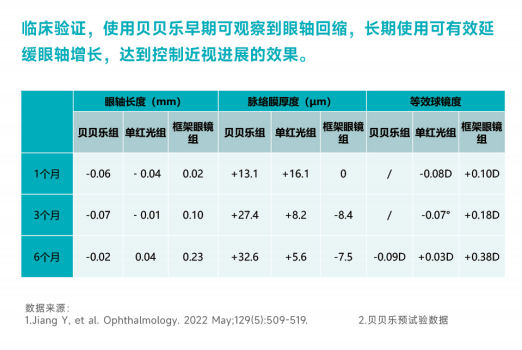 临床验证，使用贝贝乐早期可观察到眼轴回缩，长期使用可有效延
缓眼轴增长，达到控制近视进展的效果。
眼轴长度（mm） 脉络膜厚度（μm） 等效球镜度
贝贝乐组 单红光组 框架眼镜组 贝贝乐组 单红光组 框架眼镜组 贝贝乐组 单红光组 框架眼镜组
1个月 -0.06 - 0.04 0.02 +13.1 +16.1 0 / -0.08D +0.10D
3个月 -0.07 - 0.01 0.10 +27.4 +8.2 -8.4 / -0.07° +0.18D
6个月 -0.02 0.04 0.23 +32.6 +5.6 -7.5 -0.09D +0.03D +0.38D
数据来源：
1.Jiang Y, et al. Ophthalmology. 2022 May;129(5):509-519. 2.贝贝乐预试验数据